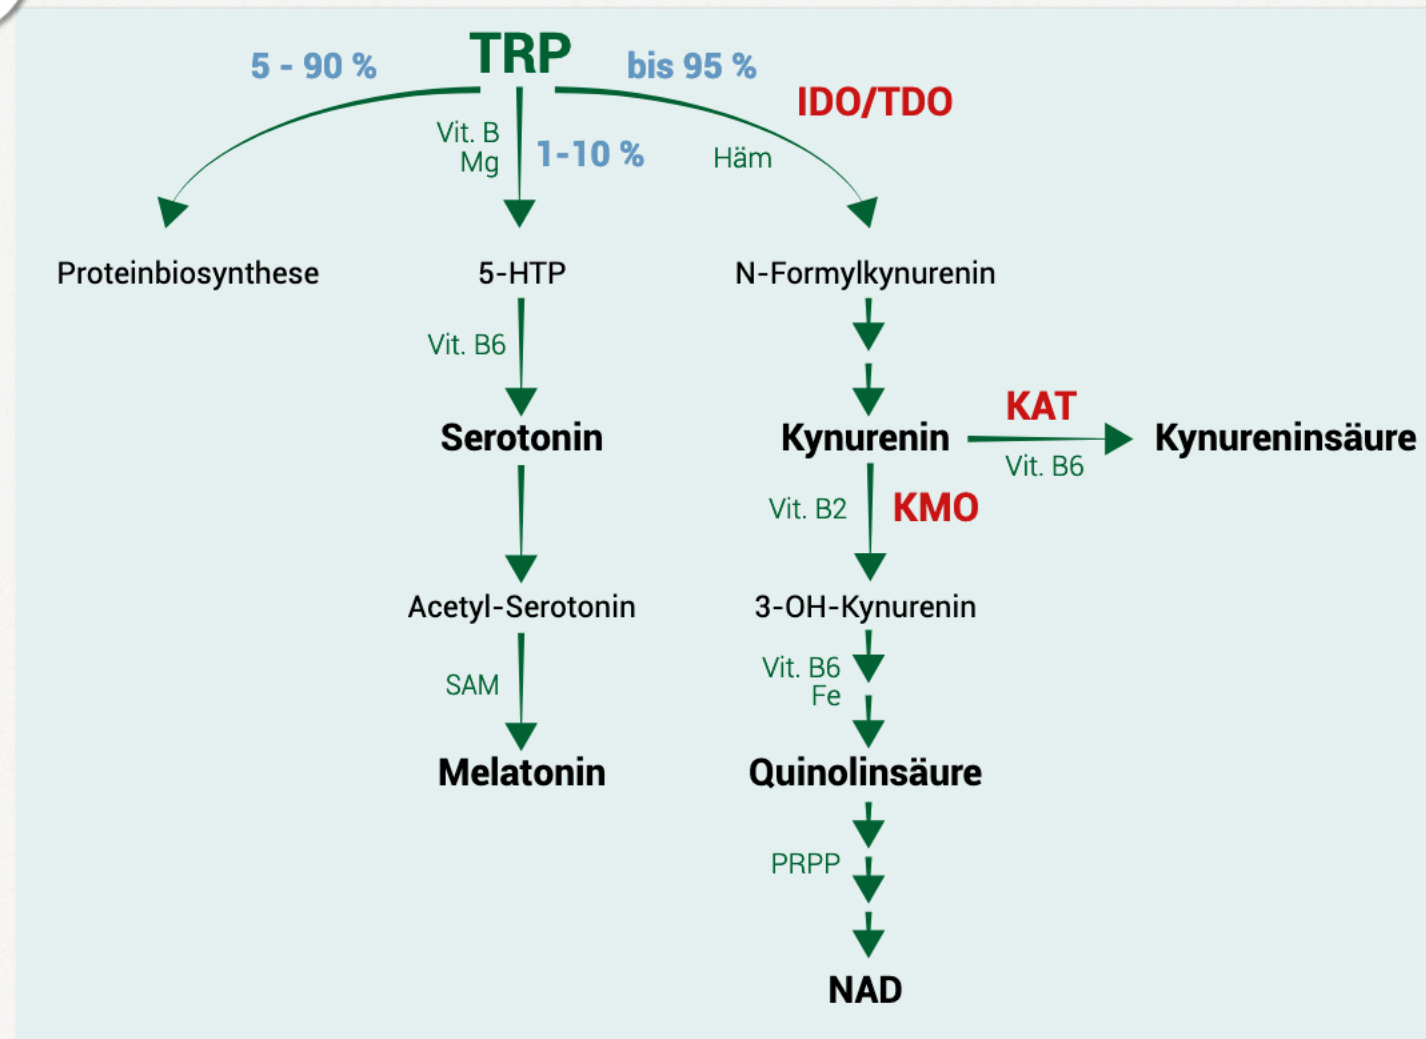 TRP
5 - 90 %
bis 95 %
IDO/TDO
Vit. B
Mg
1-10 %
Häm
Proteinbiosynthese
5-HTP
N-Formylkynurenin
Vit. B6
Serotonin
Kynurenin
KAT
Vit. B6
Kynureninsäure
Vit. B2
KMO
Acetyl-Serotonin
3-OH-Kynurenin
SAM
Vit. B6
Fe
Melatonin
Quinolinsäure
PRPP
NAD